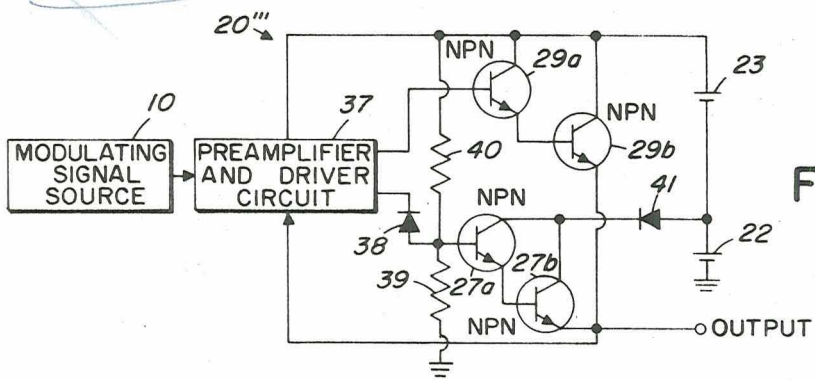 20'''
NPN
29a
23
10
37
NPN
MODULATING
SIGNAL
SOURCE
PREAMPLIFIER
AND DRIVER
CIRCUIT
40
29b
41
F
NPN
38
22
27a
27b
39
NPN
OUTPUT